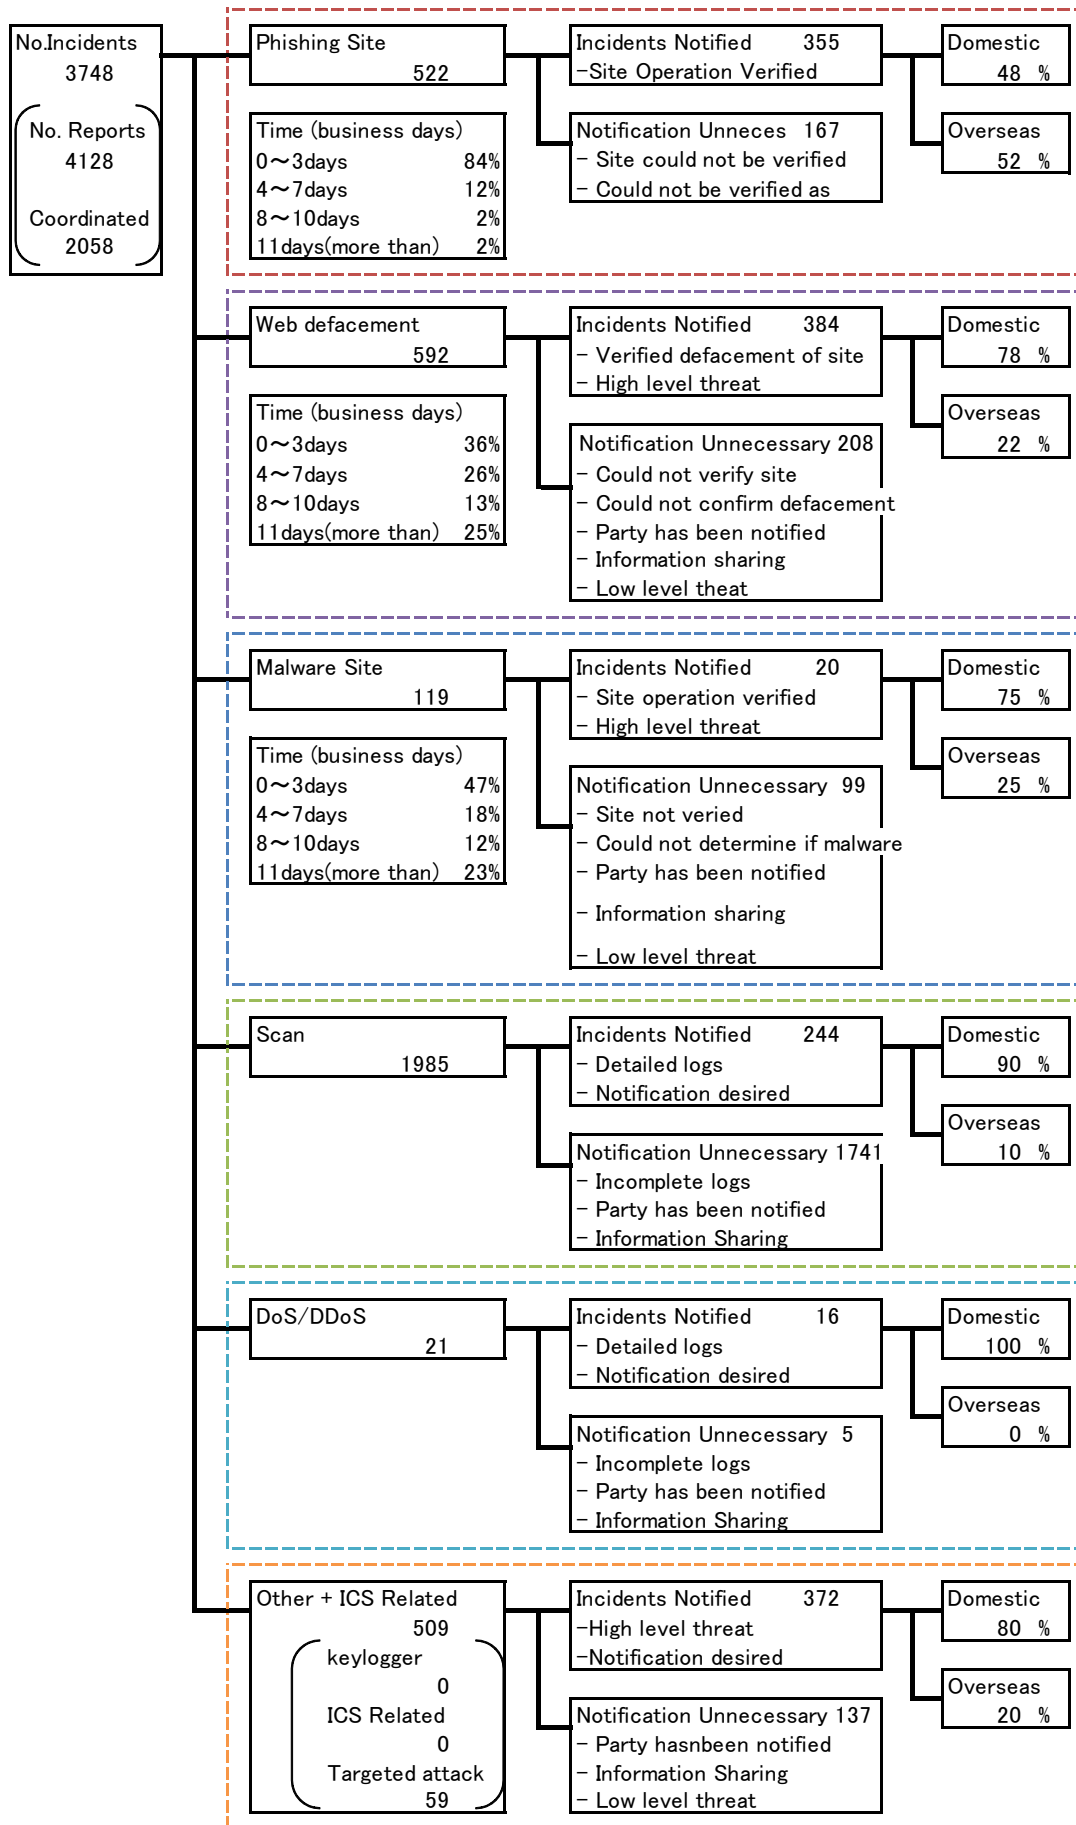 No.Incidents
3748
No. Reports
4128
Coordinated
2058
Phishing Site
522
Time (business days)
0～3days 84%
4～7days 12%
8～10days 2%
11days(more than) 2%
Incidents Notified 355
-Site Operation Verified
Notification Unneces 167
- Site could not be verified
- Could not be verified as
Domestic
48 %
Overseas
52 %
Web defacement
592
Time (business days)
0～3days 36%
4～7days 26%
8～10days 13%
11days(more than) 25%
Incidents Notified 384
- Verified defacement of site
- High level threat
Notification Unnecessary 208
- Could not verify site
- Could not confirm defacement
- Party has been notified
- Information sharing
- Low level theat
Domestic
78 %
Overseas
22 %
Malware Site
119
Time (business days)
0～3days 47%
4～7days 18%
8～10days 12%
11days(more than) 23%
Incidents Notified 20
- Site operation verified
- High level threat
Notification Unnecessary 99
- Site not veried
- Could not determine if malware
- Party has been notified
- Information sharing
- Low level threat
Domestic
75 %
Overseas
25 %
Scan
1985
Incidents Notified 244
- Detailed logs
- Notification desired
Notification Unnecessary 1741
- Incomplete logs
- Party has been notified
- Information Sharing
Domestic
90 %
Overseas
10 %
DoS/DDoS
21
Incidents Notified 16
- Detailed logs
- Notification desired
Notification Unnecessary 5
- Incomplete logs
- Party has been notified
- Information Sharing
Domestic
100 %
Overseas
0 %
Other + ICS Related
509
keylogger
0
ICS Related
0
Targeted attack
59
Incidents Notified 372
-High level threat
-Notification desired
Notification Unnecessary 137
- Party hasnbeen notified
- Information Sharing
- Low level threat
Domestic
80 %
Overseas
20 %